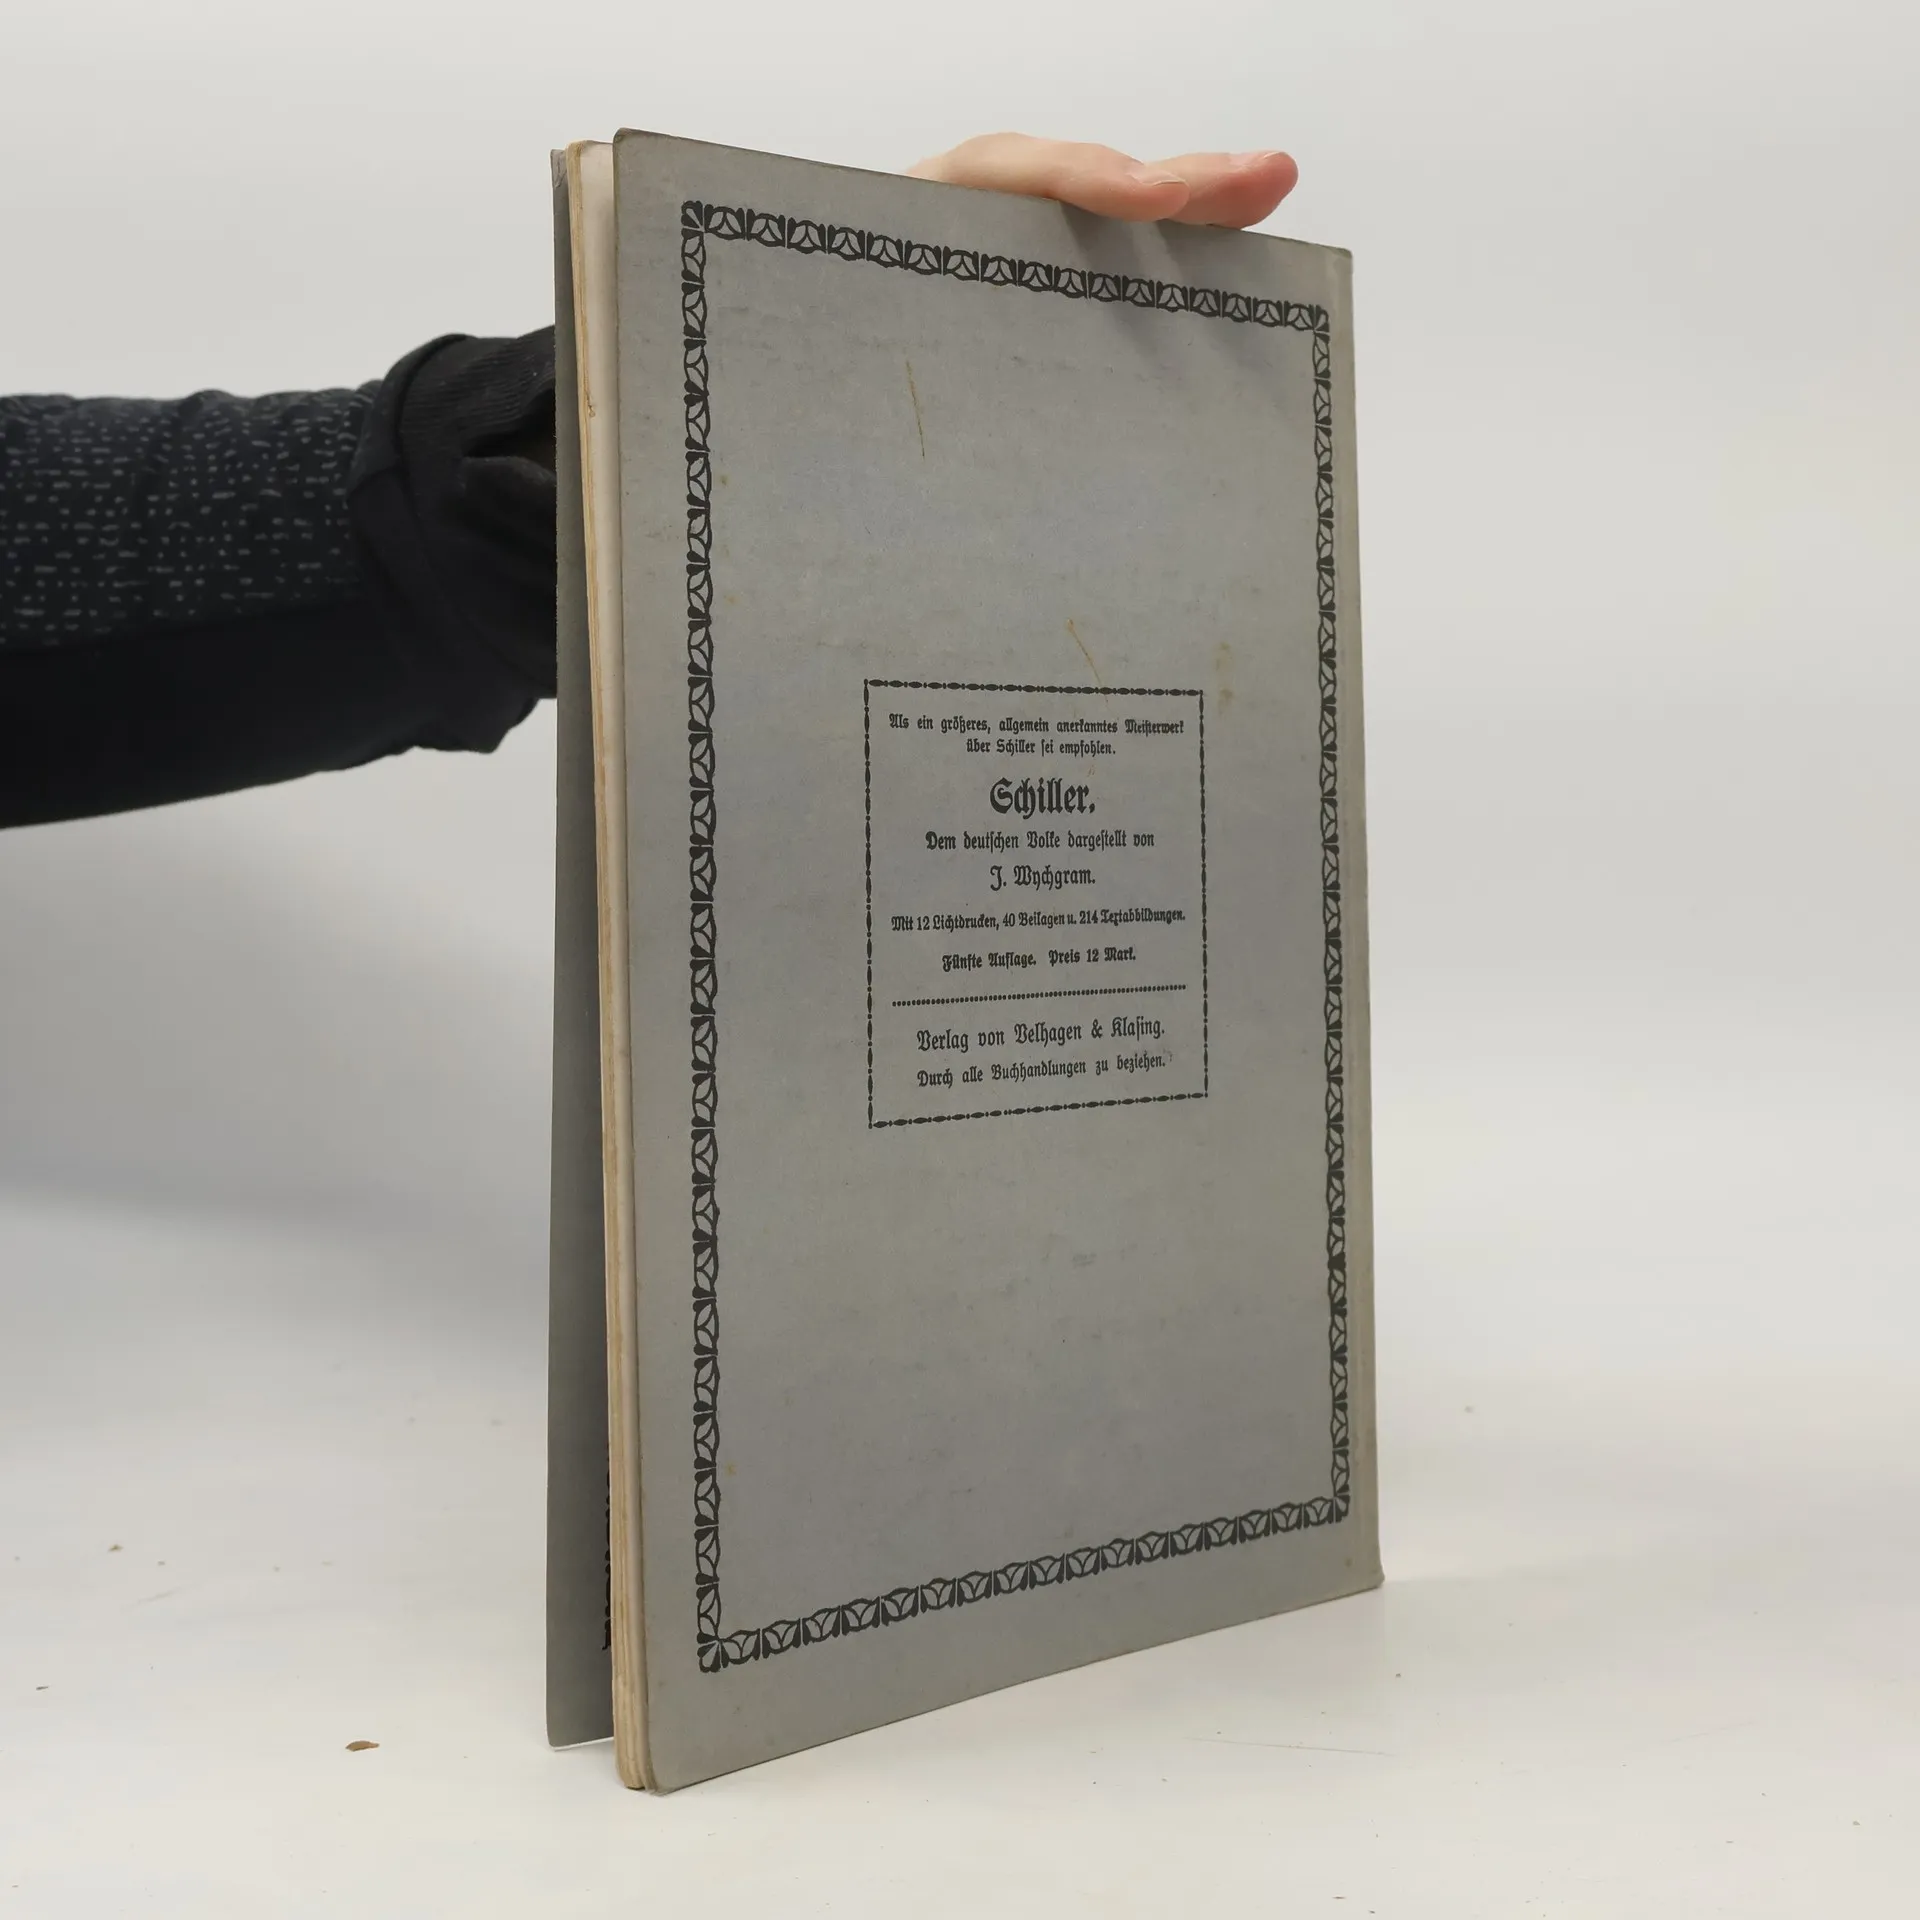 Als ein größeres, allgemein anerkanntes Meisterwerk
über Schiller sei empfohlen.
Schiller.
Dem deutschen Volke dargestellt von
J. Wychgram.
Mit 12 Lichtdrucken, 40 Beilagen u. 214 Textabbildungen.
Fünfte Auflage. Preis 12 Mark.
Verlag von Velhagen & Klasing.
Durch alle Buchhandlungen zu beziehen.